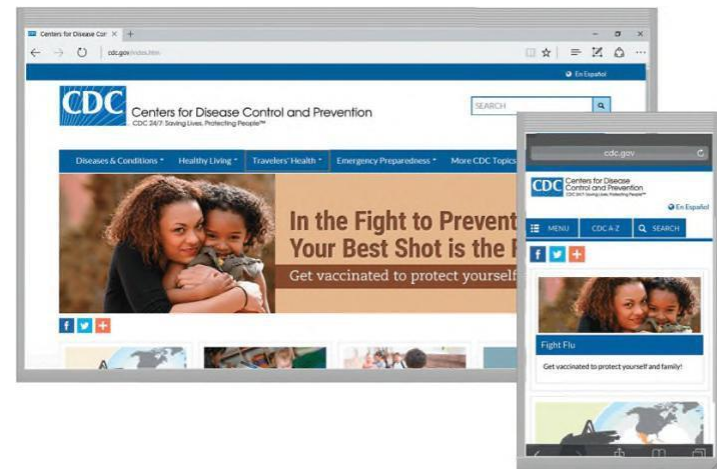 Centers for Disease Cor
cdc.gov/index.htm
En Español
CDC
Centers for Disease Control and Prevention
CDC 24/7: Saving Lives, Protecting People™
SEARCH
Diseases & Conditions
Healthy Living
Travelers' Health
Emergency Preparedness
More CDC Topics
In the Fight to Prevent
Your Best Shot is the
Get vaccinated to protect yourself
cdc.gov
CDC
Centers for Disease
Control and Prevention
CDC 24/7: Saving Lives, Protecting People™
En Español
MENU
CDC A-Z
SEARCH
Fight Flu
Get vaccinated to protect yourself and family!